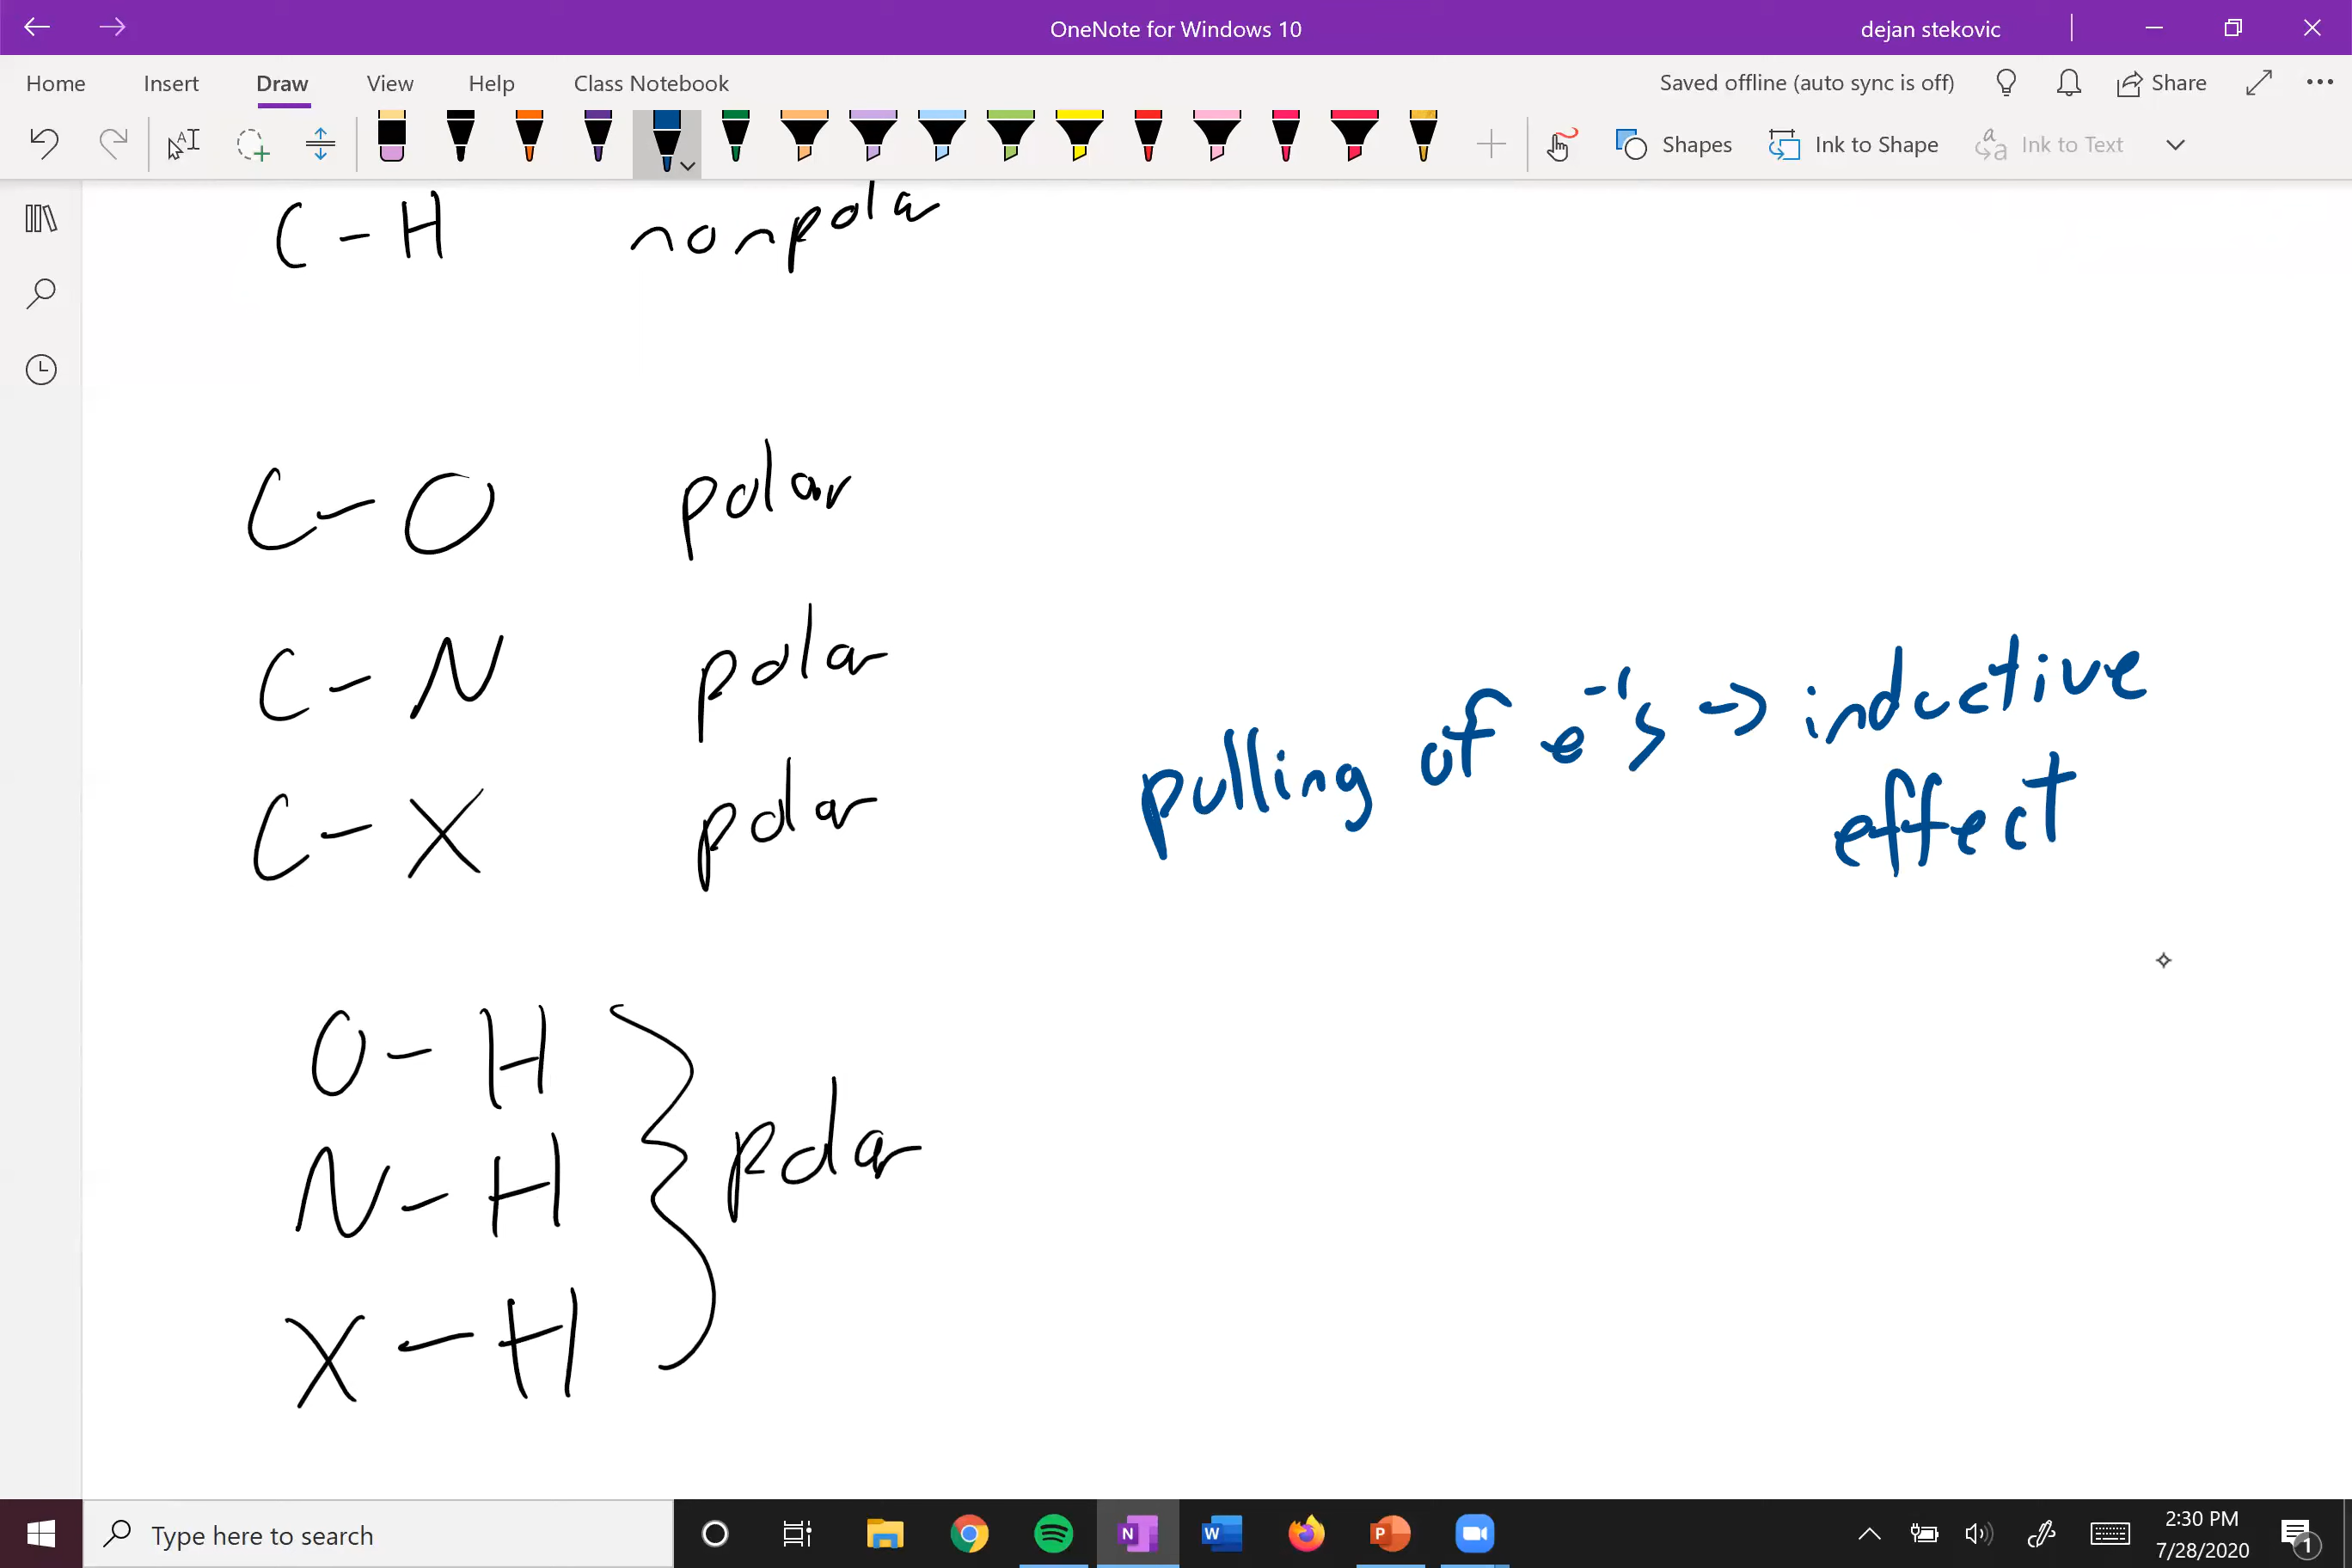 OneNote for Windows 10
dejan stekovic
Home Insert Draw View Help Class Notebook
Saved offline (auto sync is off)
Share
Shapes
Ink to Shape
Ink to Text
C-H nonpolar
C-O polar
C-N polar
C-X polar
pulling of e⁻'s → inductive
effect
O-H
N-H
X-H
polar
Type here to search
2:30 PM
7/28/2020
1